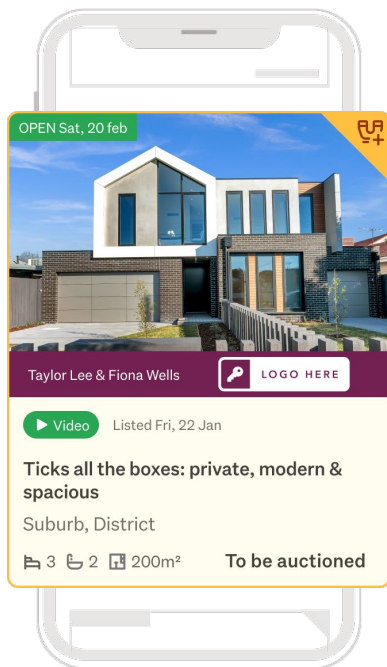 OPEN Sat, 20 feb
Taylor Lee & Fiona Wells
LOGO HERE
Video
Listed Fri, 22 Jan
Ticks all the boxes: private, modern &
spacious
Suburb, District
3 2 200m²
To be auctioned